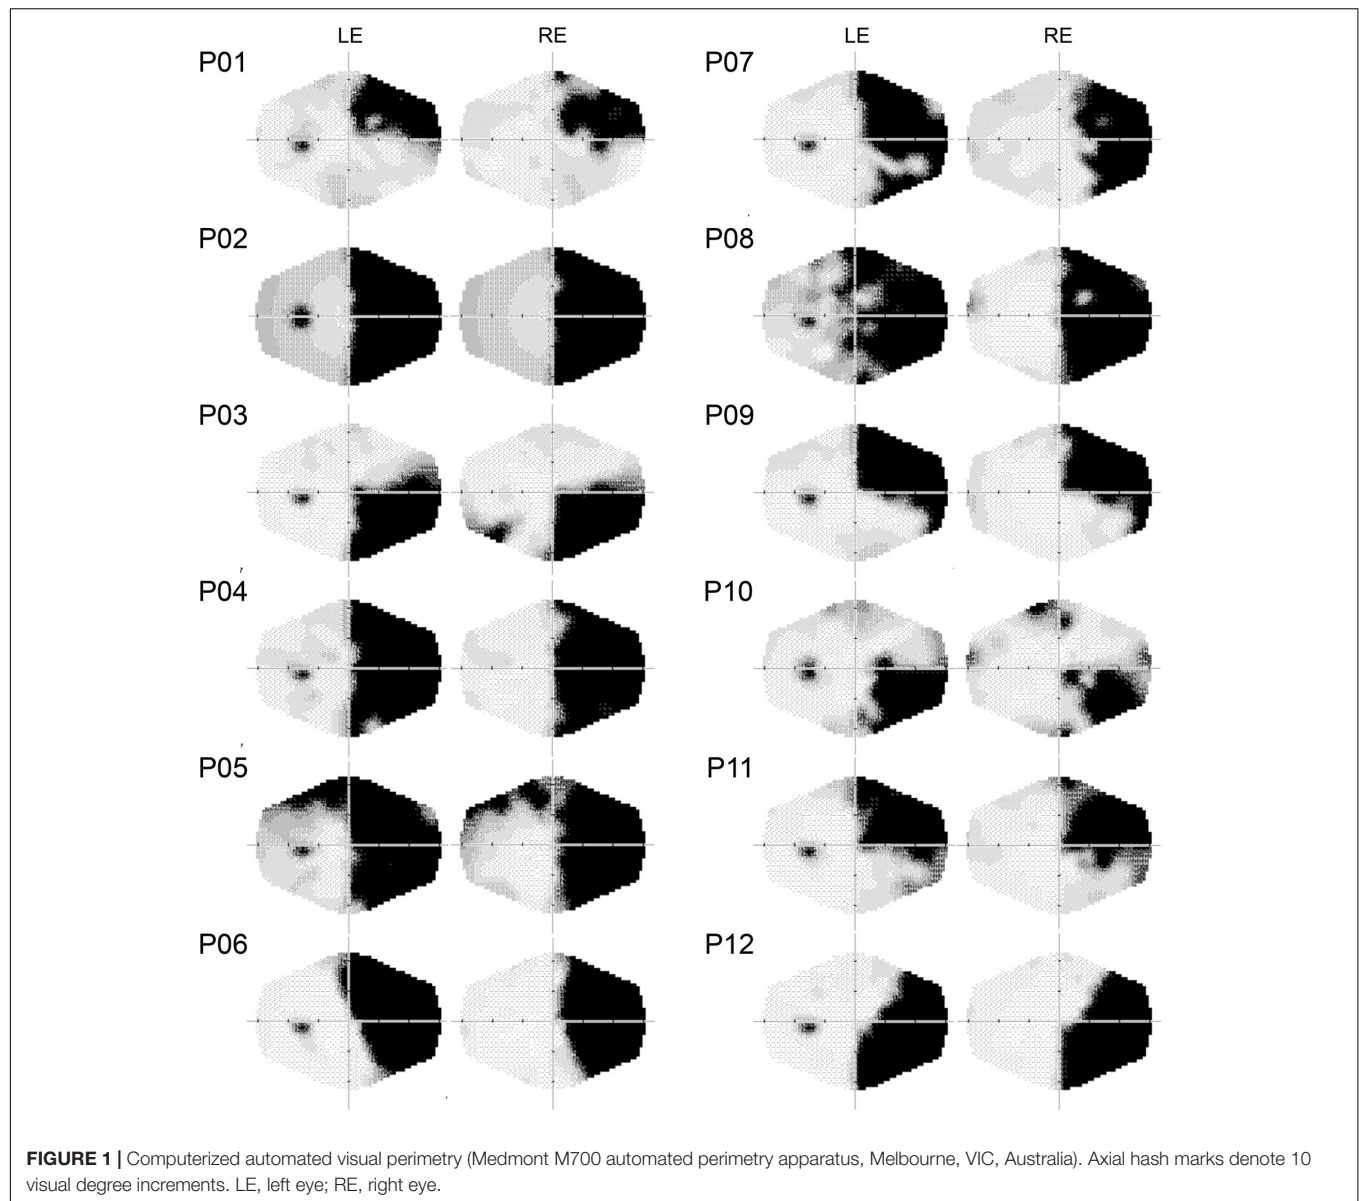 LE RE LE RE
P01 P07
P02 P08
P03 P09
P04 P10
P05 P11
P06 P12
FIGURE 1 | Computerized automated visual perimetry (Medmont M700 automated perimetry apparatus, Melbourne, VIC, Australia). Axial hash marks denote 10
visual degree increments. LE, left eye; RE, right eye.